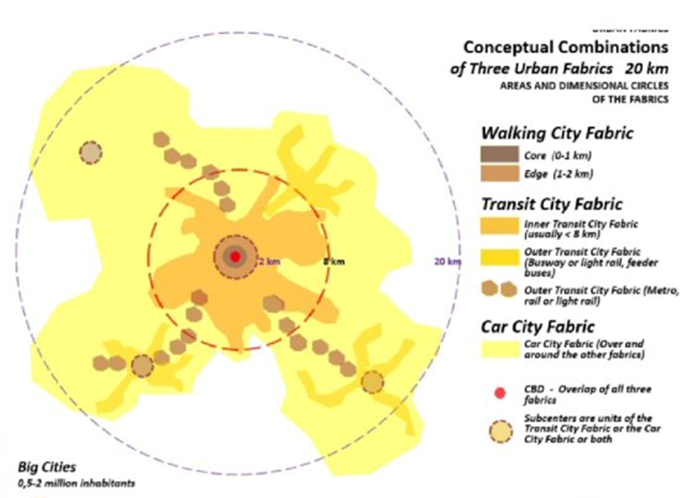 Conceptual Combinations
of Three Urban Fabrics 20 km
AREAS AND DIMENSIONAL CIRCLES
OF THE FABRICS
Walking City Fabric
Core (0-1 km)
Edge (1-2 km)
Transit City Fabric
Inner Transit City Fabric
(usually < 8 km)
Outer Transit City Fabric
(Busway or light rail, feeder
buses)
Outer Transit City Fabric (Metro,
rail or light rail)
Car City Fabric
Car City Fabric (Over and
around the other fabrics)
CBD - Overlap of all three
fabrics
Subcenters are units of the
Transit City Fabric or the Car
City Fabric or both
2 km
8 km
20 km
Big Cities
0,5-2 million inhabitants